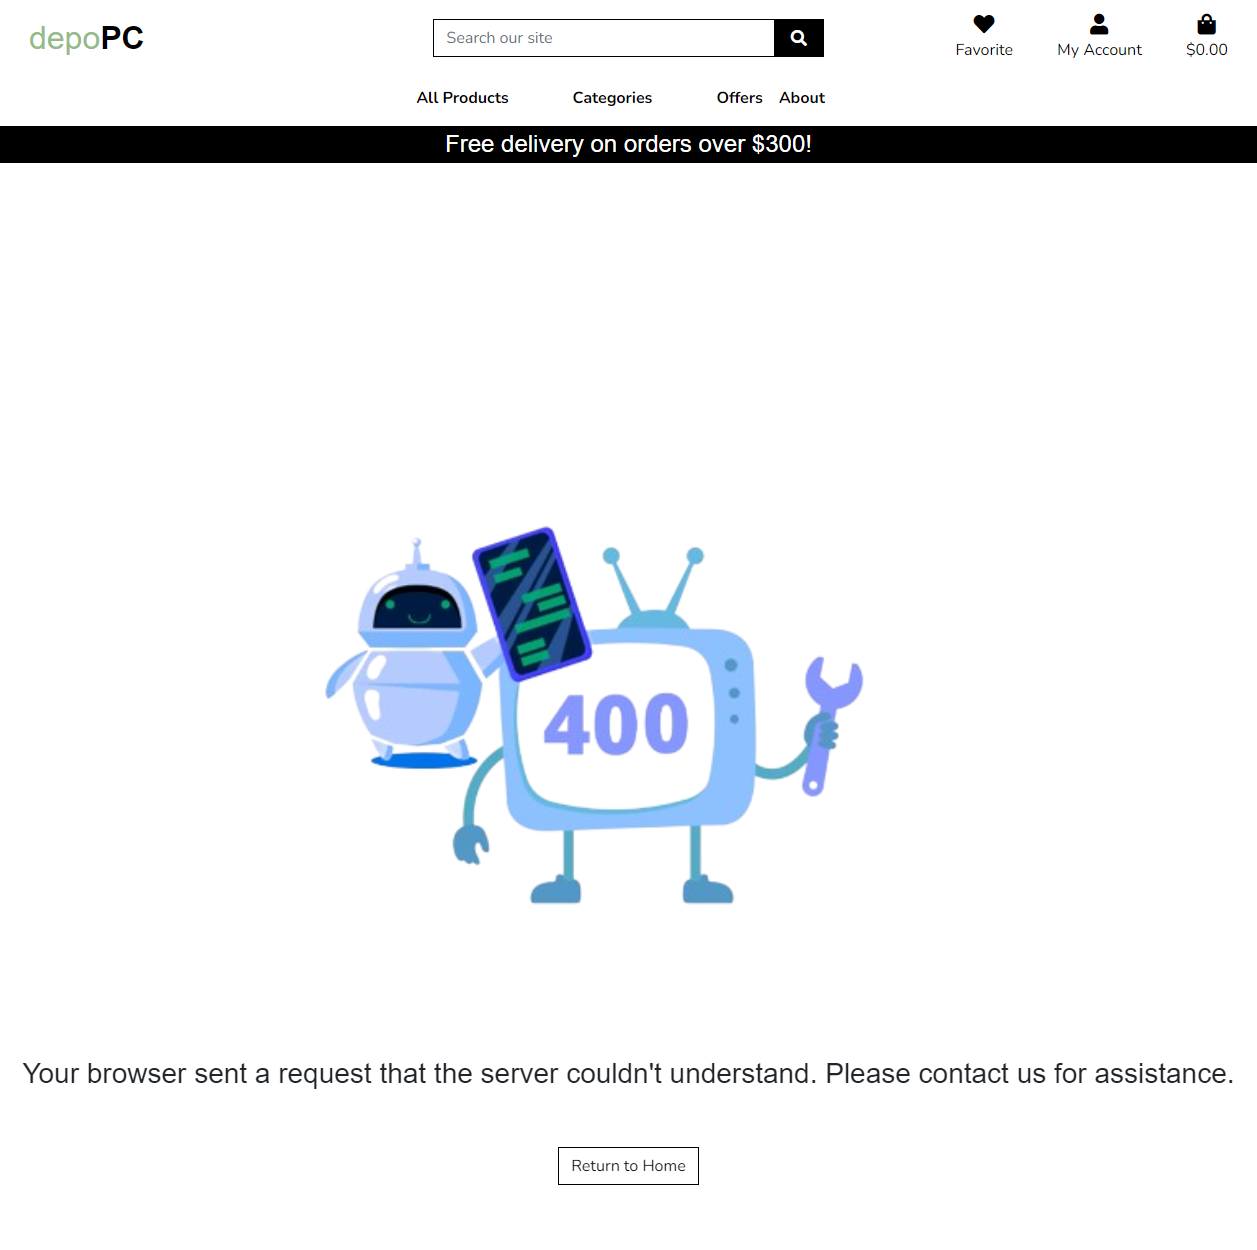 depoPC
Search our site
Favorite
My Account
$0.00
All Products
Categories
Offers
About
Free delivery on orders over $300!
400
Your browser sent a request that the server couldn't understand. Please contact us for assistance.
Return to Home